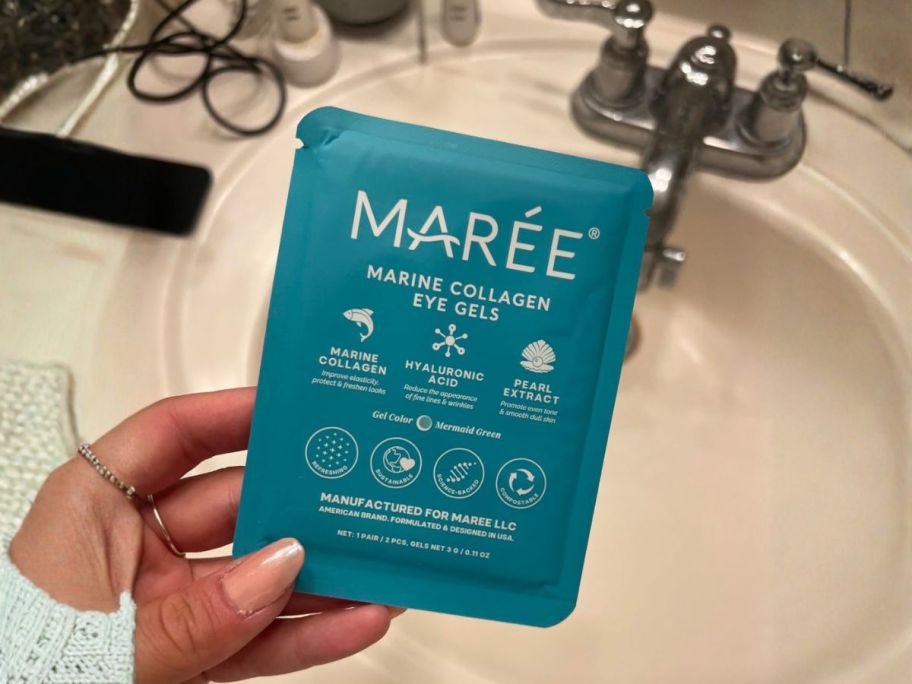 MARÉE®
MARINE COLLAGEN
EYE GELS
MARINE
COLLAGEN
Improve elasticity,
protect & freshen looks
HYALURONIC
ACID
Reduce the appearance
of fine lines & wrinkles
PEARL
EXTRACT
Promote even tone
& smooth dull skin
Gel Color Mermaid Green
REFRESHING
SUSTAINABLE
SCIENCE-BACKED
COMPOSTABLE
MANUFACTURED FOR MAREE LLC
AMERICAN BRAND. FORMULATED & DESIGNED IN USA.
NET: 1 PAIR / 2 PCS. GELS NET 3 G / 0.11 OZ